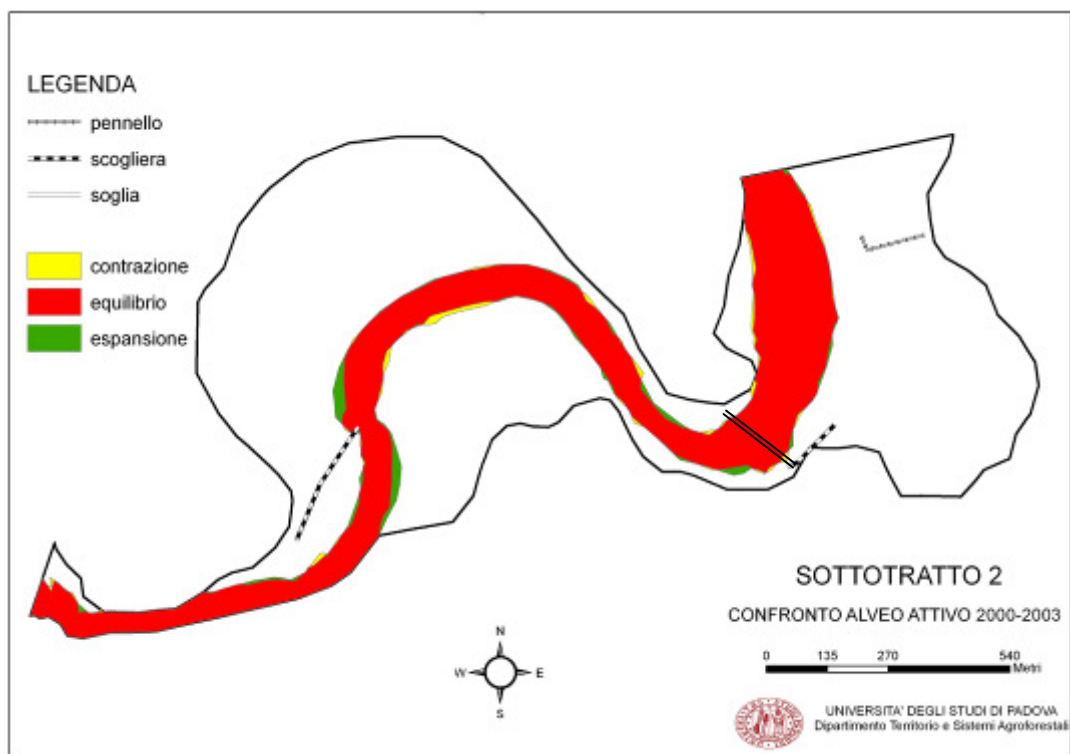 LEGENDA
pennello
scogliera
soglia
contrazione
equilibrio
espansione
SOTTOTRATTO 2
CONFRONTO ALVEO ATTIVO 2000-2003
0 135 270 540
Metri
N
W E
S
UNIVERSITA' DEGLI STUDI DI PADOVA
Dipartimento Territorio e Sistemi Agroforestali